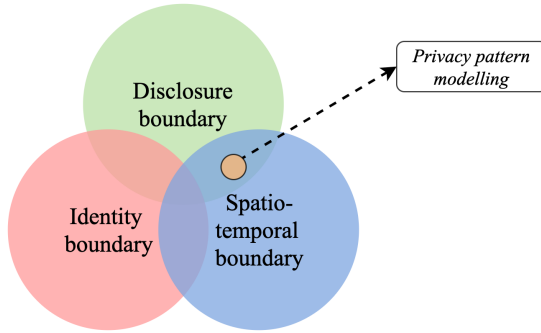 Privacy pattern
modelling
Disclosure
boundary
Identity
boundary
Spatio-
temporal
boundary